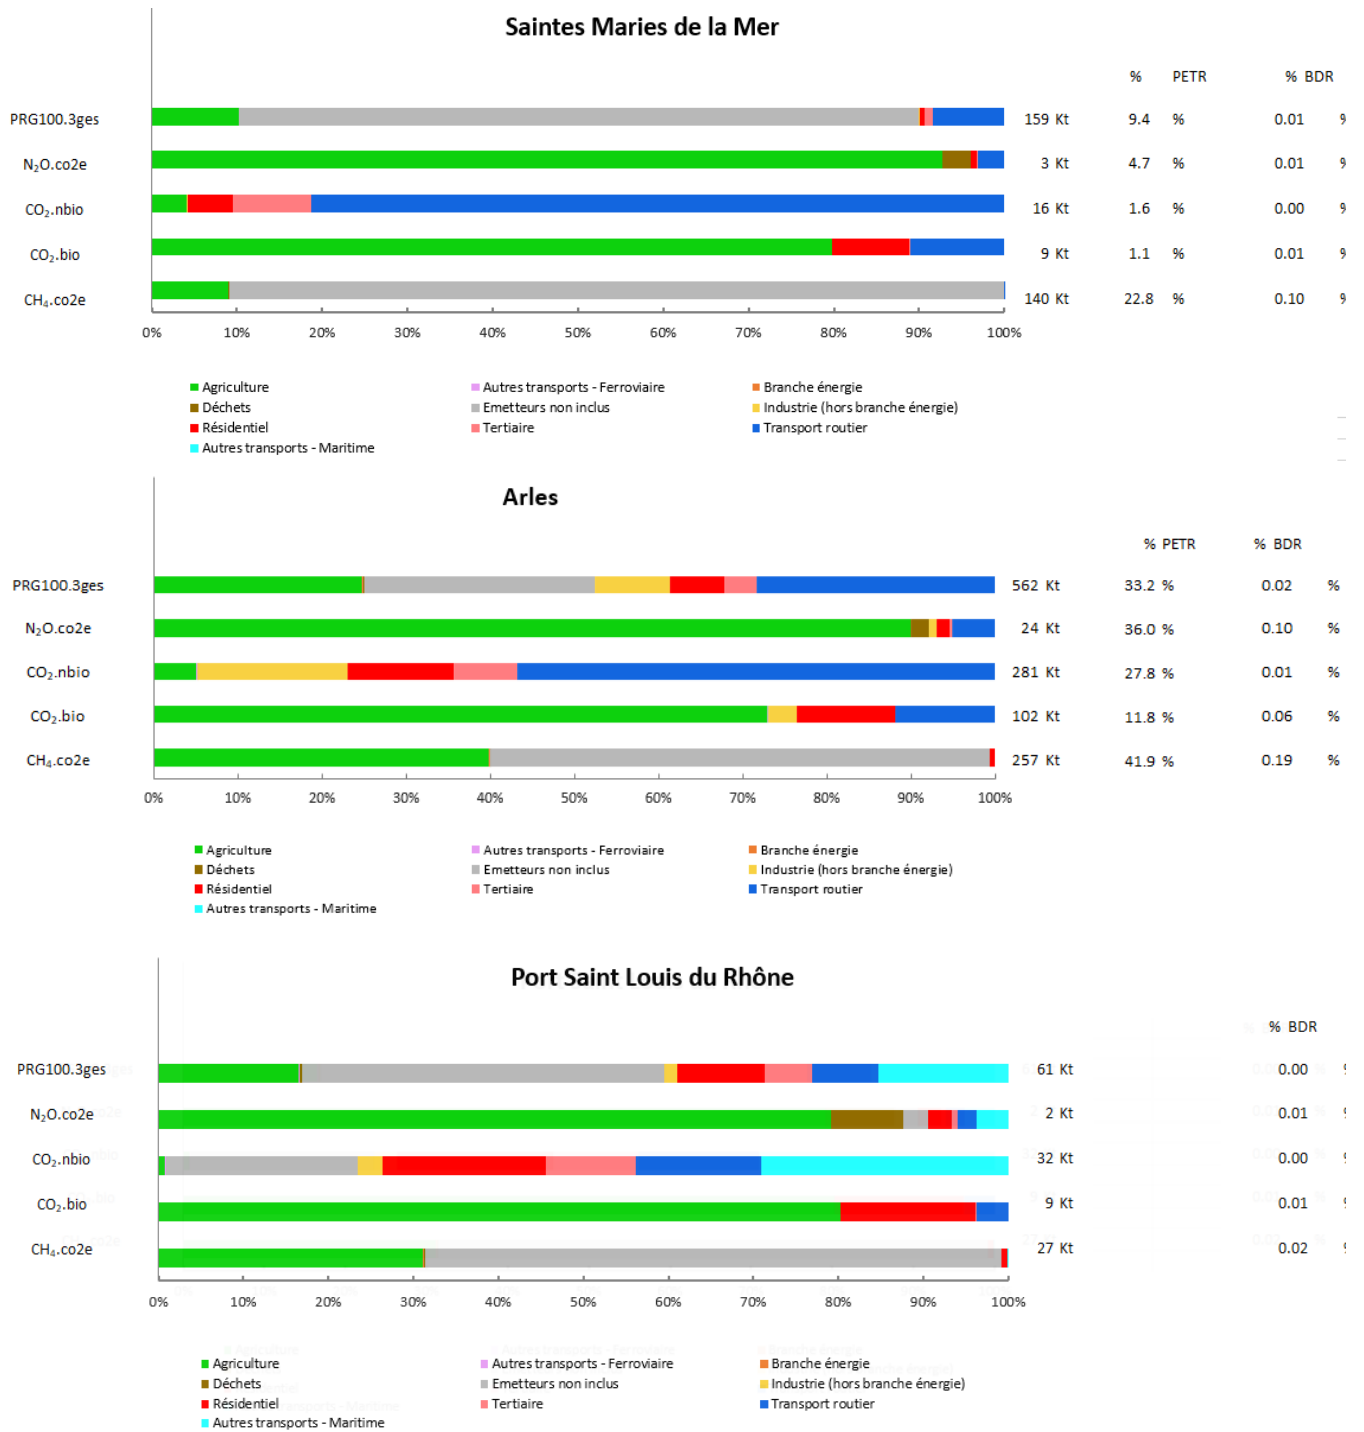 Saintes Maries de la Mer
% PETR % BDR
PRG100.3ges 159 Kt 9.4 % 0.01 %
N₂O.co2e 3 Kt 4.7 % 0.01 %
CO₂.nbio 16 Kt 1.6 % 0.00 %
CO₂.bio 9 Kt 1.1 % 0.01 %
CH₄.co2e 140 Kt 22.8 % 0.10 %
0% 10% 20% 30% 40% 50% 60% 70% 80% 90% 100%
Agriculture Autres transports - Ferroviaire Branche énergie
Déchets Emetteurs non inclus Industrie (hors branche énergie)
Résidentiel Tertiaire Transport routier
Autres transports - Maritime
Arles
% PETR % BDR
PRG100.3ges 562 Kt 33.2 % 0.02 %
N₂O.co2e 24 Kt 36.0 % 0.10 %
CO₂.nbio 281 Kt 27.8 % 0.01 %
CO₂.bio 102 Kt 11.8 % 0.06 %
CH₄.co2e 257 Kt 41.9 % 0.19 %
0% 10% 20% 30% 40% 50% 60% 70% 80% 90% 100%
Agriculture Autres transports - Ferroviaire Branche énergie
Déchets Emetteurs non inclus Industrie (hors branche énergie)
Résidentiel Tertiaire Transport routier
Autres transports - Maritime
Port Saint Louis du Rhône
% BDR
PRG100.3ges 61 Kt 0.00 %
N₂O.co2e 2 Kt 0.01 %
CO₂.nbio 32 Kt 0.00 %
CO₂.bio 9 Kt 0.01 %
CH₄.co2e 27 Kt 0.02 %
0% 10% 20% 30% 40% 50% 60% 70% 80% 90% 100%
Agriculture Autres transports - Ferroviaire Branche énergie
Déchets Emetteurs non inclus Industrie (hors branche énergie)
Résidentiel Tertiaire Transport routier
Autres transports - Maritime